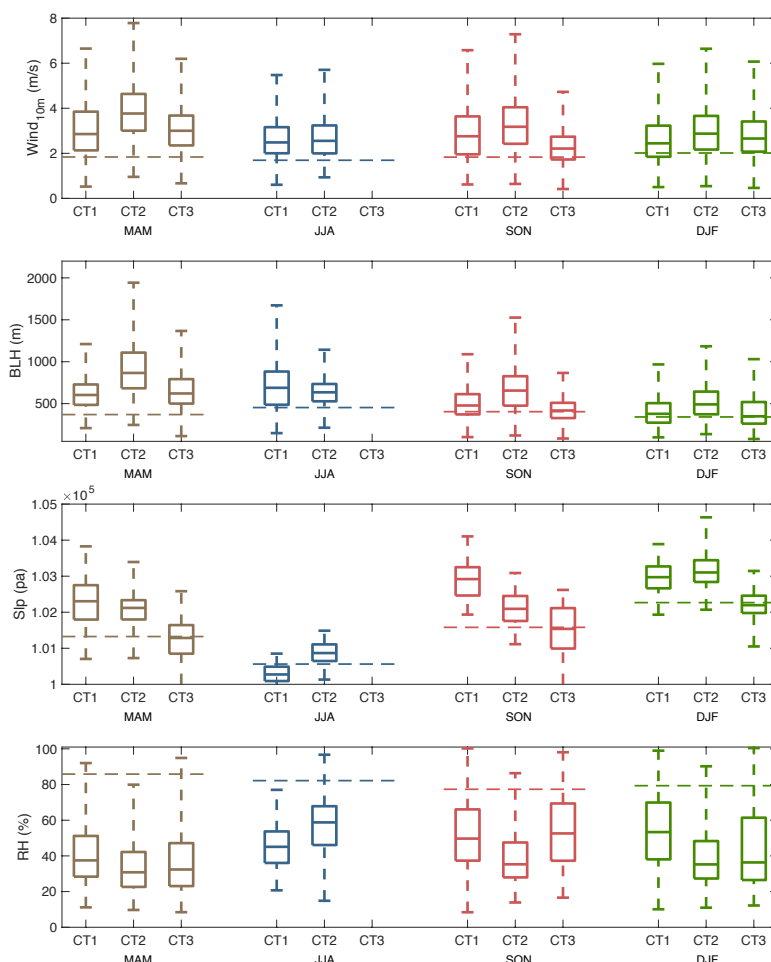 Wind10m (m/s)
8
6
4
2
0
CT1 CT2 CT3 CT1 CT2 CT3 CT1 CT2 CT3 CT1 CT2 CT3
MAM JJA SON DJF
BLH (m)
2000
1500
1000
500
CT1 CT2 CT3 CT1 CT2 CT3 CT1 CT2 CT3 CT1 CT2 CT3
MAM JJA SON DJF
×10^5
Slp (pa)
1.05
1.04
1.03
1.02
1.01
1
CT1 CT2 CT3 CT1 CT2 CT3 CT1 CT2 CT3 CT1 CT2 CT3
MAM JJA SON DJF
RH (%)
100
80
60
40
20
0
CT1 CT2 CT3 CT1 CT2 CT3 CT1 CT2 CT3 CT1 CT2 CT3
MAM JJA SON DJF